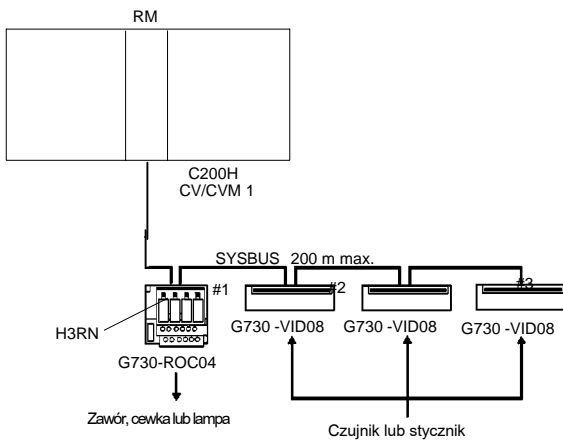 RM
C200H
CV/CVM 1
SYSBUS 200 m max.
#1
#2
#3
H3RN
G730 -VID08
G730 -VID08
G730 -VID08
G730-ROC04
Zawór, cewka lub lampa
Czujnik lub stycznik